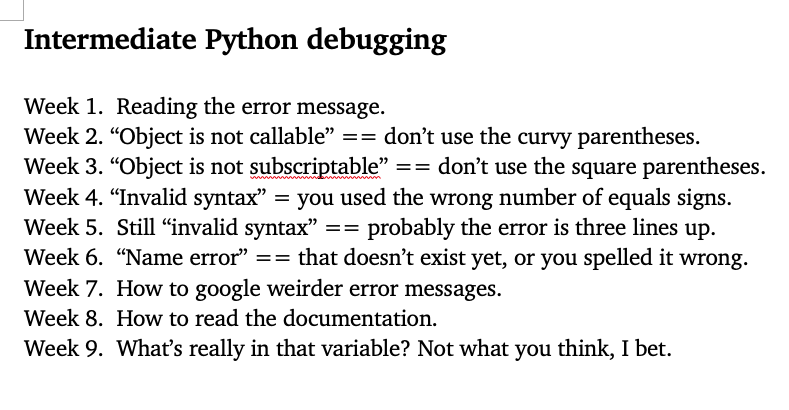 Intermediate Python debugging
Week 1.  Reading the error message.
Week 2. “Object is not callable” == don’t use the curvy parentheses.
Week 3. “Object is not subscriptable” == don’t use the square parentheses.
Week 4. “Invalid syntax” = you used the wrong number of equals signs.
Week 5.  Still “invalid syntax” == probably the error is three lines up.
Week 6.  “Name error” == that doesn’t exist yet, or you spelled it wrong.
Week 7.  How to google weirder error messages.
Week 8.  How to read the documentation.
Week 9.  What’s really in that variable? Not what you think, I bet.